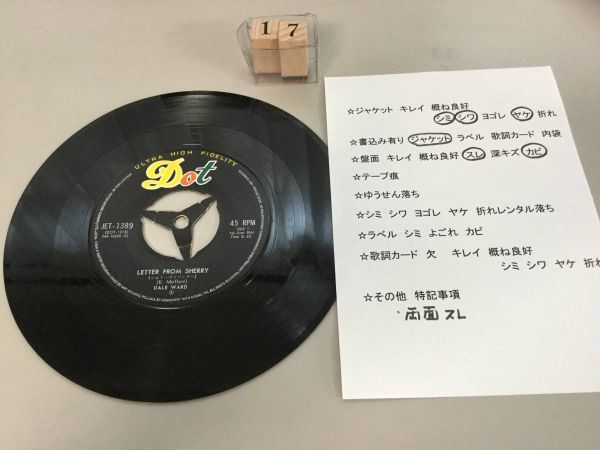 1 7
ULTRA HIGH FIDELITY
Dot
JET-1389
45 RPM
SIDE 1
LETTER FROM SHERRY
(K. Mattert)
DALE WARD
☆ジャケット キレイ 概ね良好
シミ シワ ヨゴレ ヤケ 折れ
☆書込み有り ジャケット ラベル 歌詞カード 内袋
☆盤面 キレイ 概ね良好 スレ 深キズ カビ
☆テープ痕
☆ゆうせん落ち
☆シミ シワ ヨゴレ ヤケ 折れレンタル落ち
☆ラベル シミ よごれ カビ
☆歌詞カード 欠 キレイ 概ね良好
シミ シワ ヤケ 折れ
☆その他 特記事項
両面 スレ